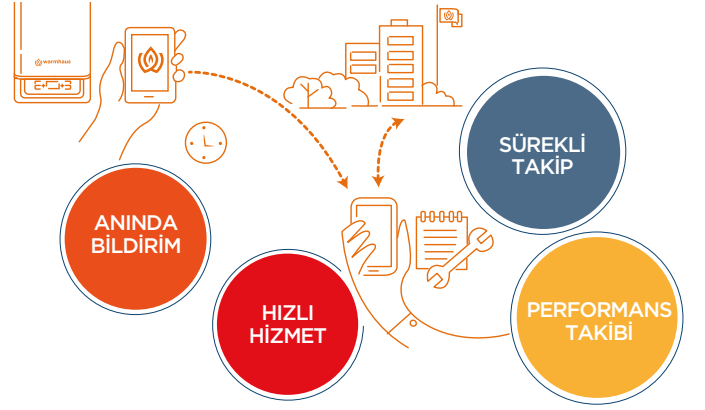 warmhaus
SÜREKLİ
TAKİP
ANINDA
BİLDİRİM
HIZLI
HİZMET
PERFORMANS
TAKİBİ